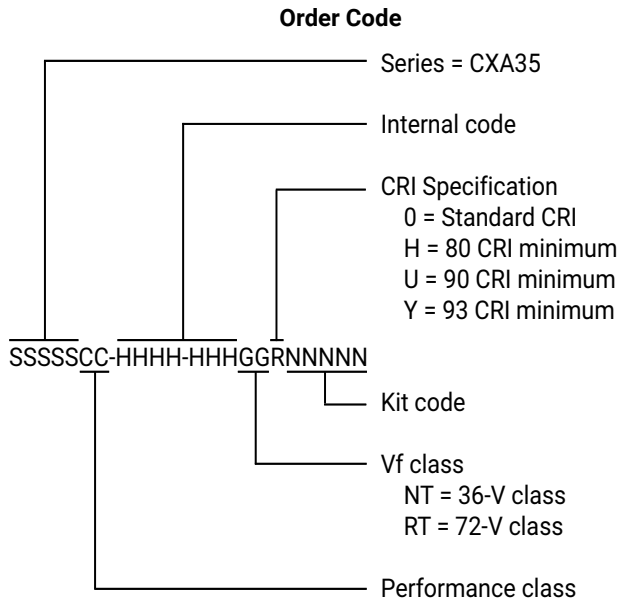 Order Code
Series = CXA35
Internal code
CRI Specification
0 = Standard CRI
H = 80 CRI minimum
U = 90 CRI minimum
Y = 93 CRI minimum
SSSSSCC-HHHH-HHHGGRNNNNN
Kit code
Vf class
NT = 36-V class
RT = 72-V class
Performance class